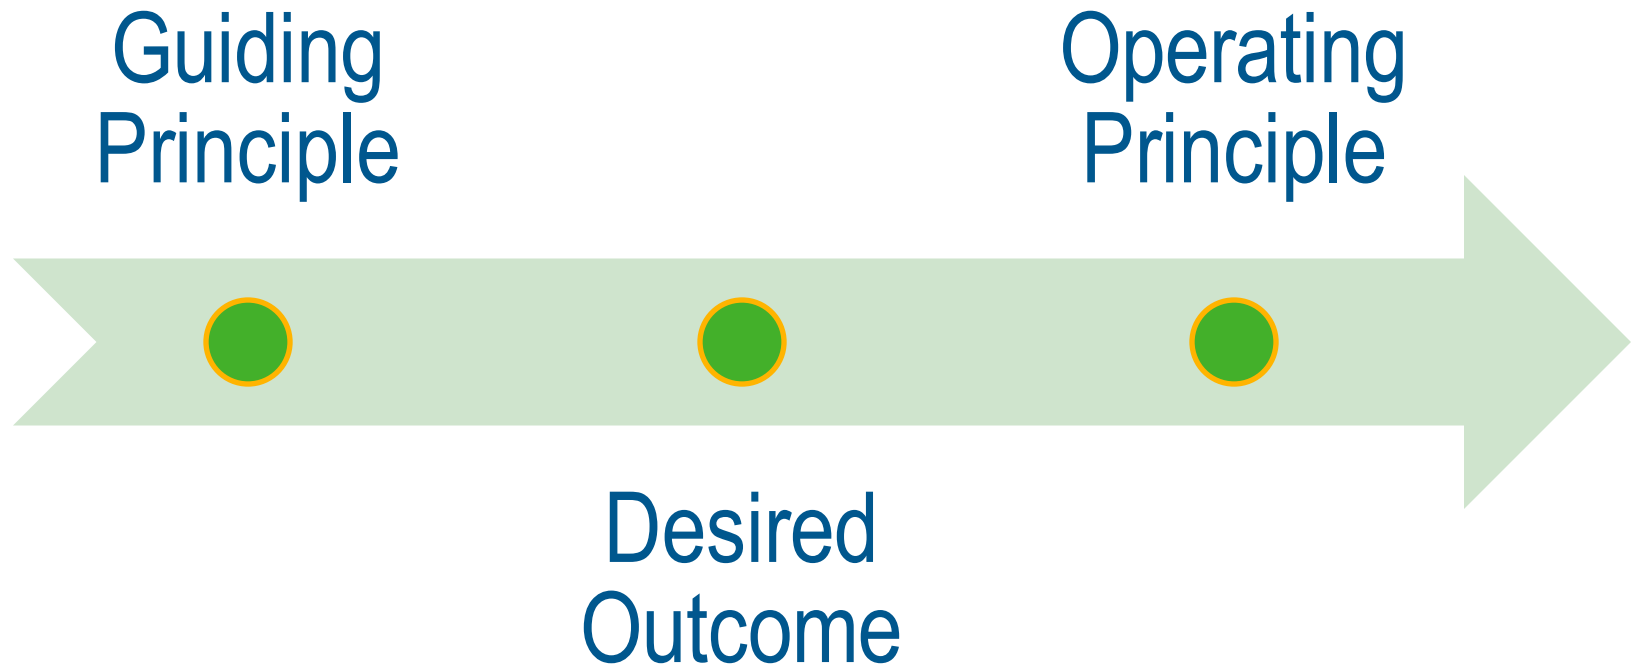 Guiding
Principle
Desired
Outcome
Operating
Principle